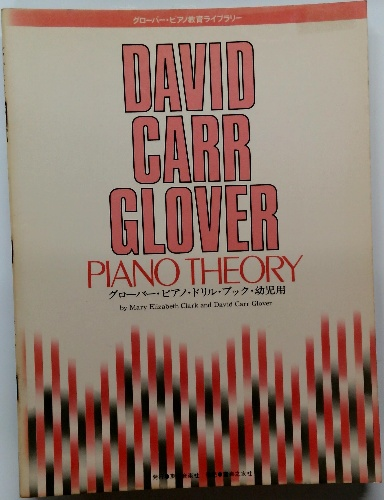 グローバー・ピアノ教育ライブラリー
DAVID
CARR
GLOVER
PIANO THEORY
グローバー・ピアノ・ドリル・ブック・幼児用
by Mary Elizabeth Clark and David Carr Glover